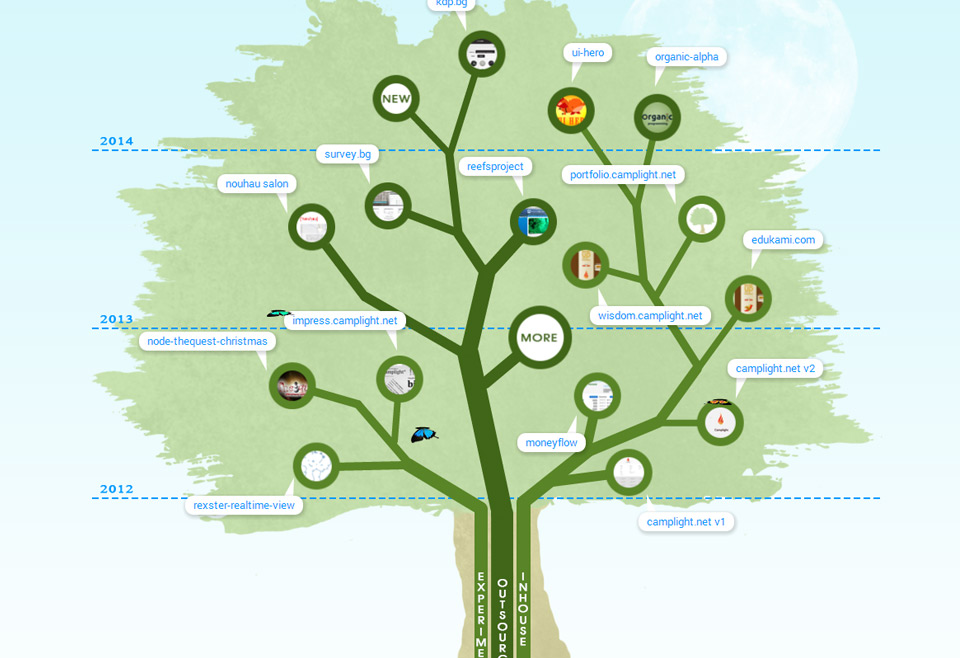 kdp.bg
ui-hero
organic-alpha
NEW
Organic
2014
survey.bg
reefsproject
portfolio.camplight.net
nouhau salon
edukami.com
2013
impress.camplight.net
wisdom.camplight.net
node-thequest-christmas
MORE
camplight.net v2
moneyflow
2012
rexster-realtime-view
camplight.net v1
EXPERIME
OUTSOURC
INHOUSE